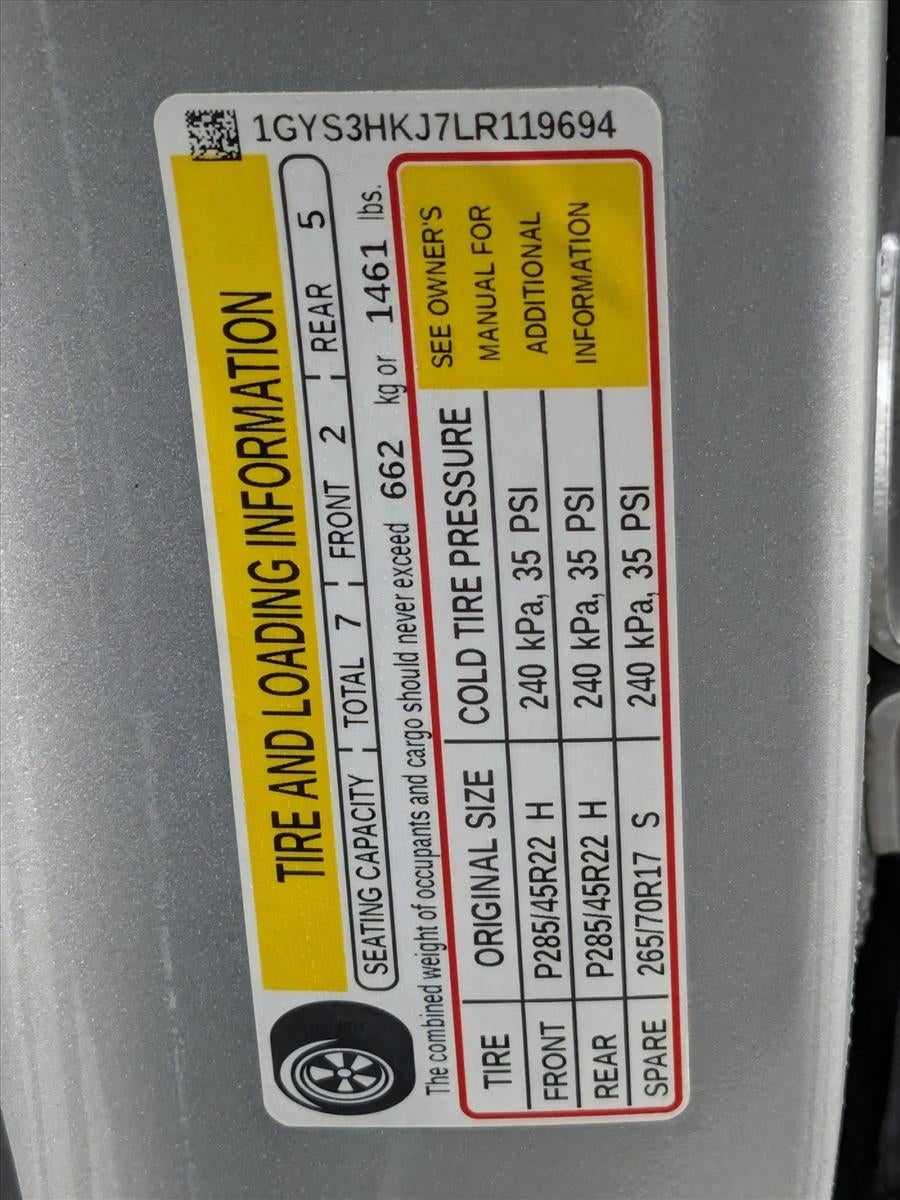 1GYS3HKJ7LR119694
TIRE AND LOADING INFORMATION
SEATING CAPACITY TOTAL 7 FRONT 2 REAR 5
The combined weight of occupants and cargo should never exceed 662 kg or 1461 lbs.
TIRE ORIGINAL SIZE COLD TIRE PRESSURE
FRONT P285/45R22 H 240 kPa, 35 PSI
REAR P285/45R22 H 240 kPa, 35 PSI
SPARE 265/70R17 S 240 kPa, 35 PSI
SEE OWNER'S
MANUAL FOR
ADDITIONAL
INFORMATION